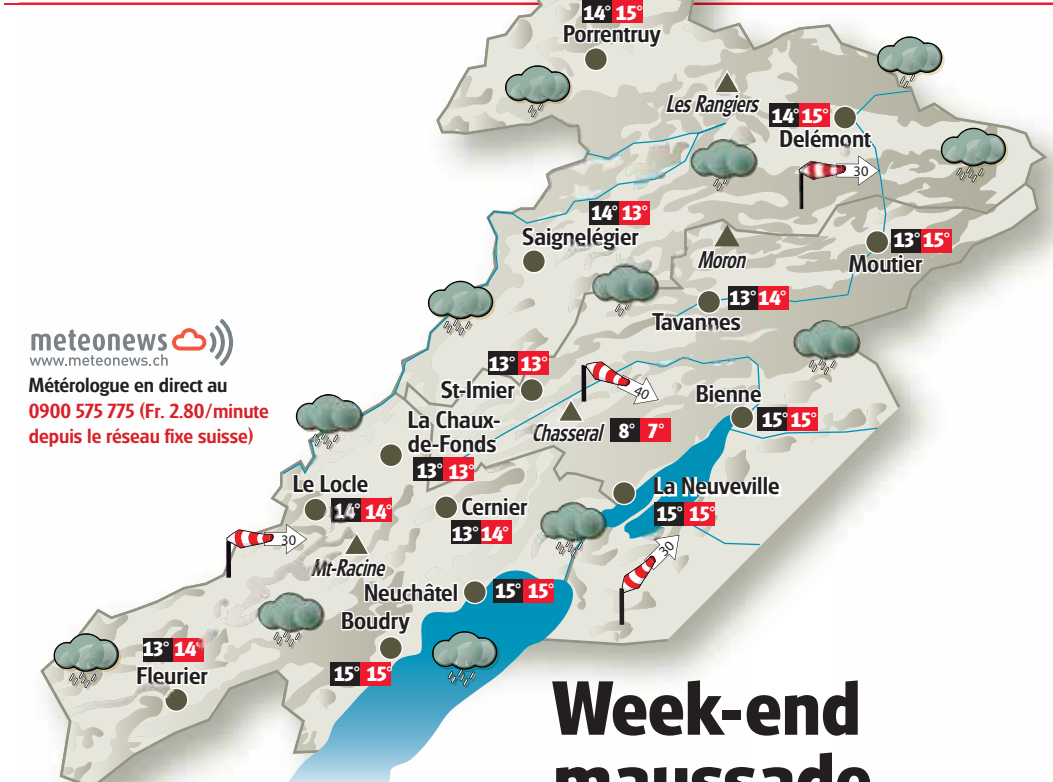 14° 15°
Porrentruy
Les Rangiers
14° 15°
Delémont
30
14° 13°
Saignelégier
Moron
13° 15°
Moutier
13° 14°
Tavannes
meteonews
www.meteonews.ch
Météorologue en direct au
0900 575 775 (Fr. 2.80/minute
depuis le réseau fixe suisse)
13° 13°
St-Imier
40
Bienne
15° 15°
Chasseral 8° 7°
La Chaux-
de-Fonds
13° 13°
Le Locle
14° 14°
Cernier
13° 14°
La Neuveville
15° 15°
30
Mt-Racine
30
Neuchâtel 15° 15°
Boudry
15° 15°
13° 14°
Fleurier
Week-end
maussade